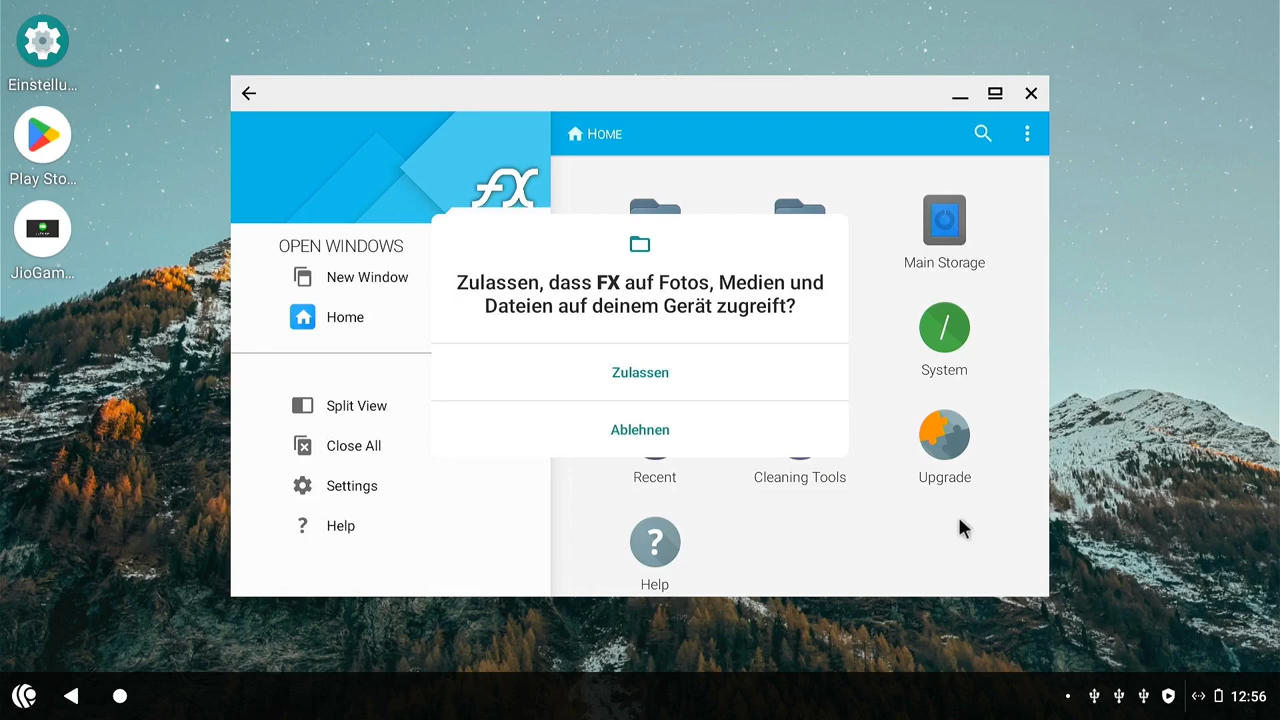 Einstellu...
Play Sto...
JioGam...
HOME
fX
OPEN WINDOWS
New Window
Home
Split View
Close All
Settings
Help
Zulassen, dass FX auf Fotos, Medien und
Dateien auf deinem Gerät zugreift?
Zulassen
Ablehnen
Main Storage
System
Recent
Cleaning Tools
Upgrade
Help
12:56